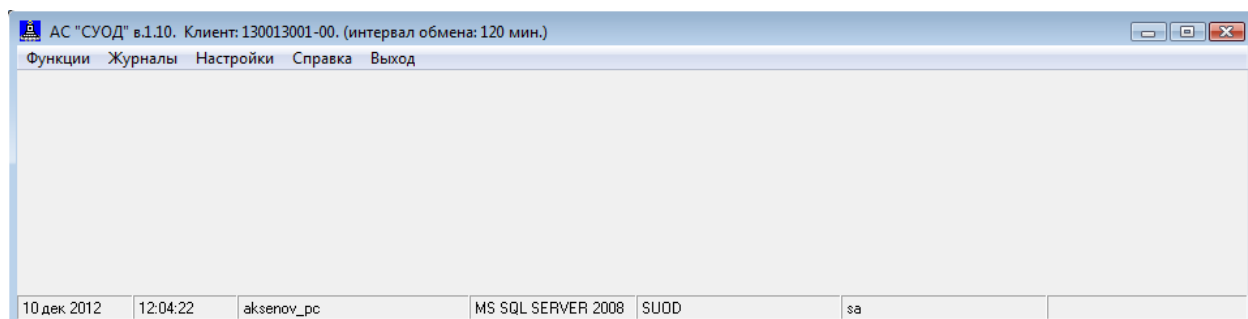 АС "СУОД" в.1.10. Клиент: 130013001-00. (интервал обмена: 120 мин.)
Функции Журналы Настройки Справка Выход
10 дек 2012 12:04:22 aksenov_pc MS SQL SERVER 2008 SUOD sa